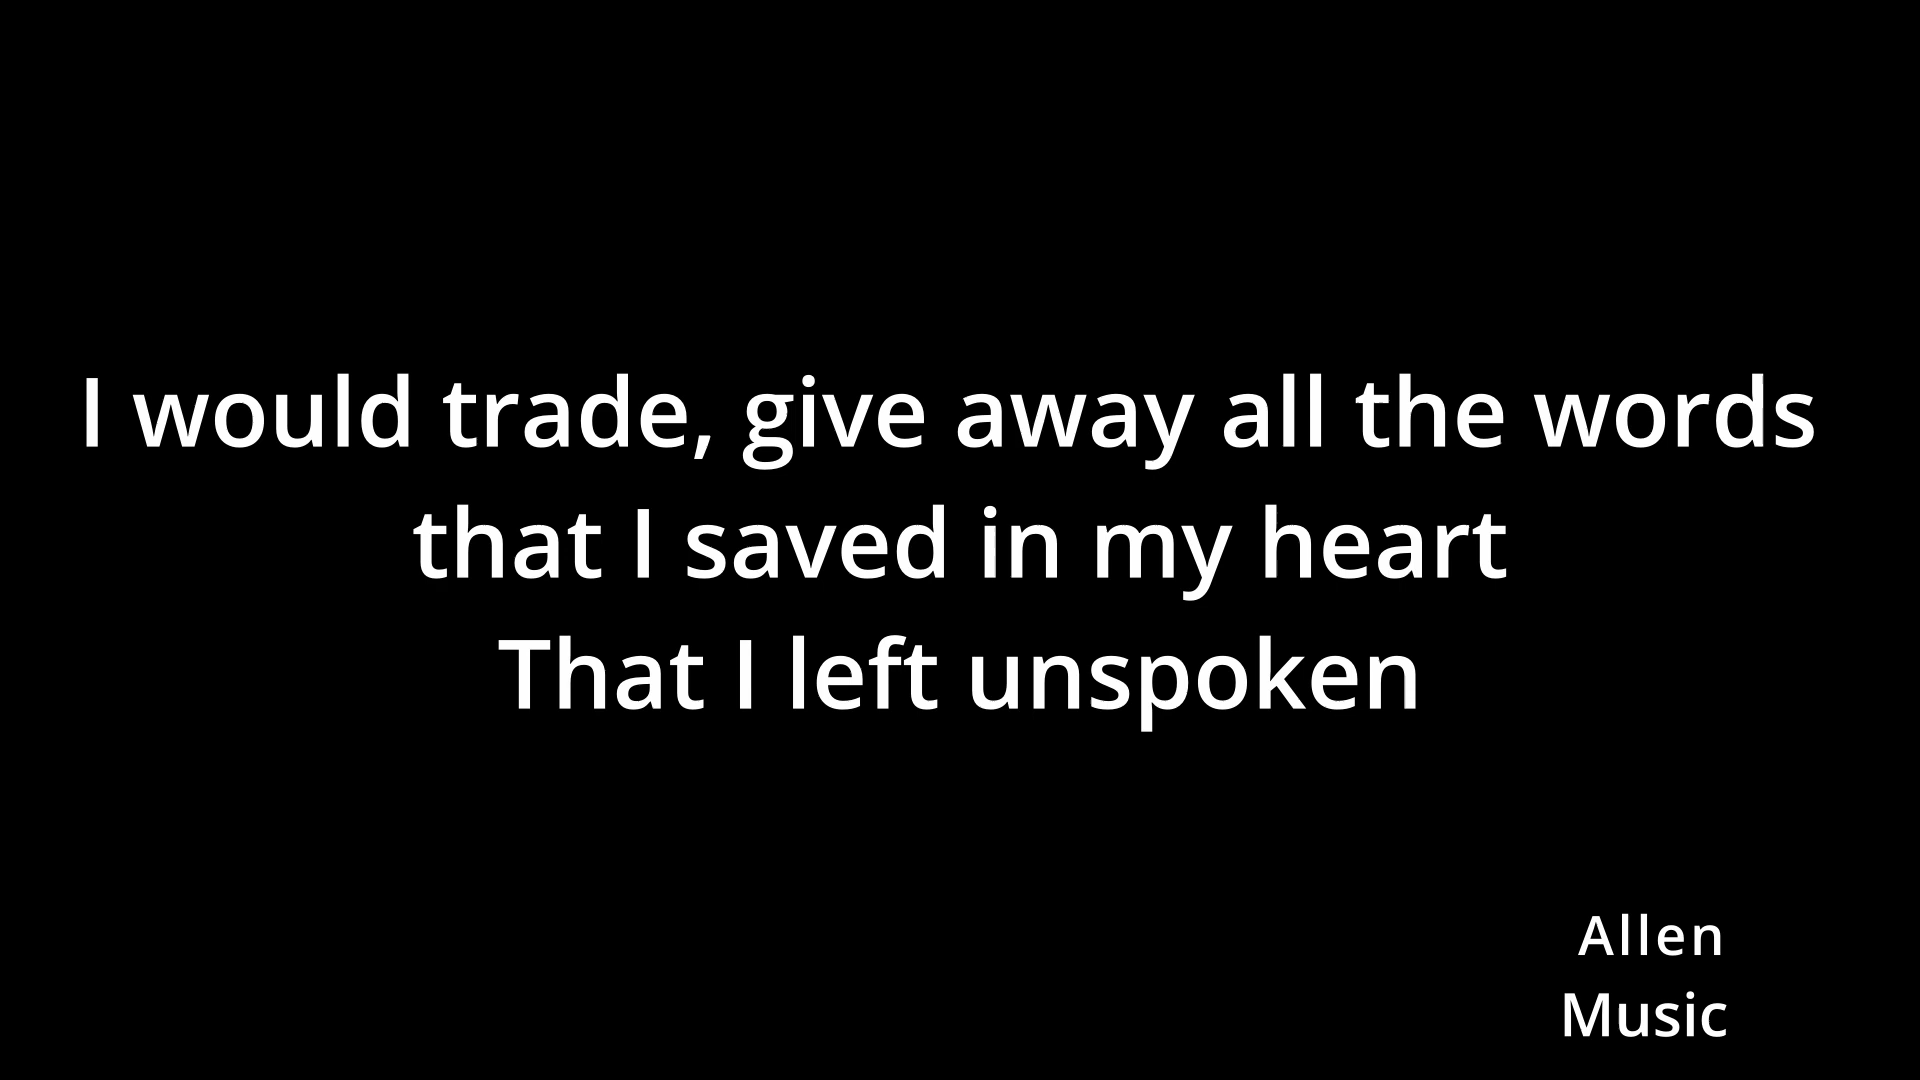 I would trade, give away all the words
that I saved in my heart
That I left unspoken
Allen
Music